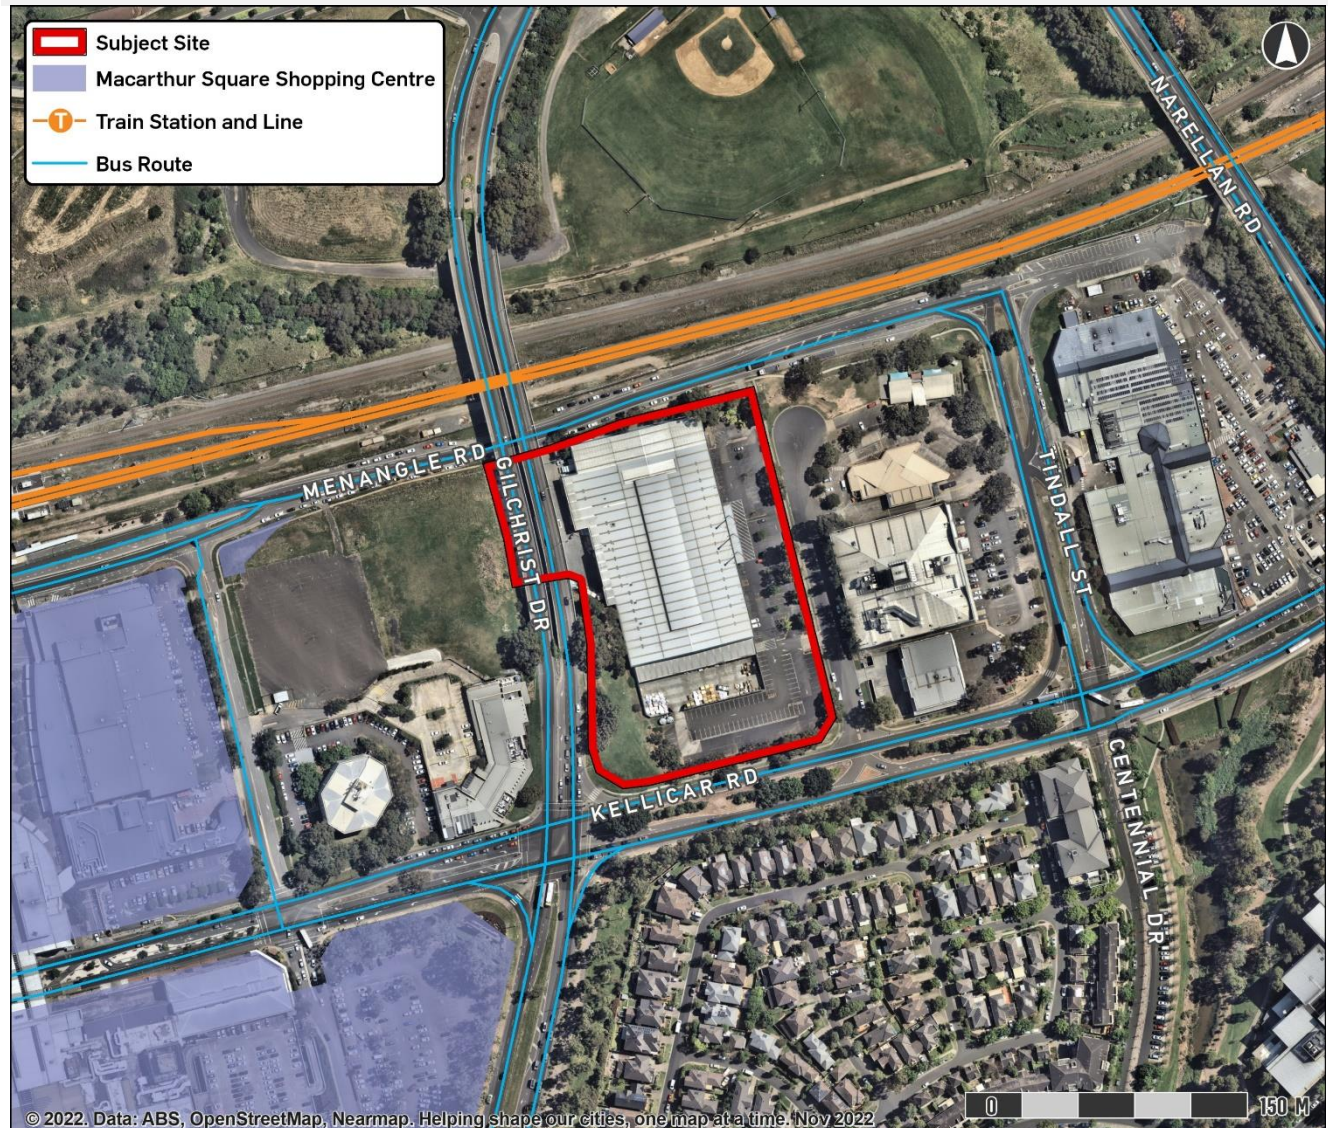 Subject Site
Macarthur Square Shopping Centre
T
Train Station and Line
Bus Route
NARELLAN RD
MENANGLE RD
GILCHRIST DR
TINDALL ST
KELLICAR RD
CENTENNIAL DR
© 2022. Data: ABS, OpenStreetMap, Nearmap. Helping shape our cities, one map at a time. Nov 2022
0
150 M